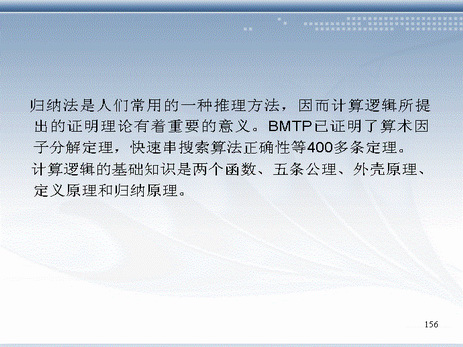 归纳法是人们常用的一种推理方法，因而计算逻辑所提
出的证明理论有着重要的意义。BMTP已证明了算术因
子分解定理，快速串搜索算法正确性等400多条定理。
计算逻辑的基础知识是两个函数、五条公理、外壳原理、
定义原理和归纳原理。
156